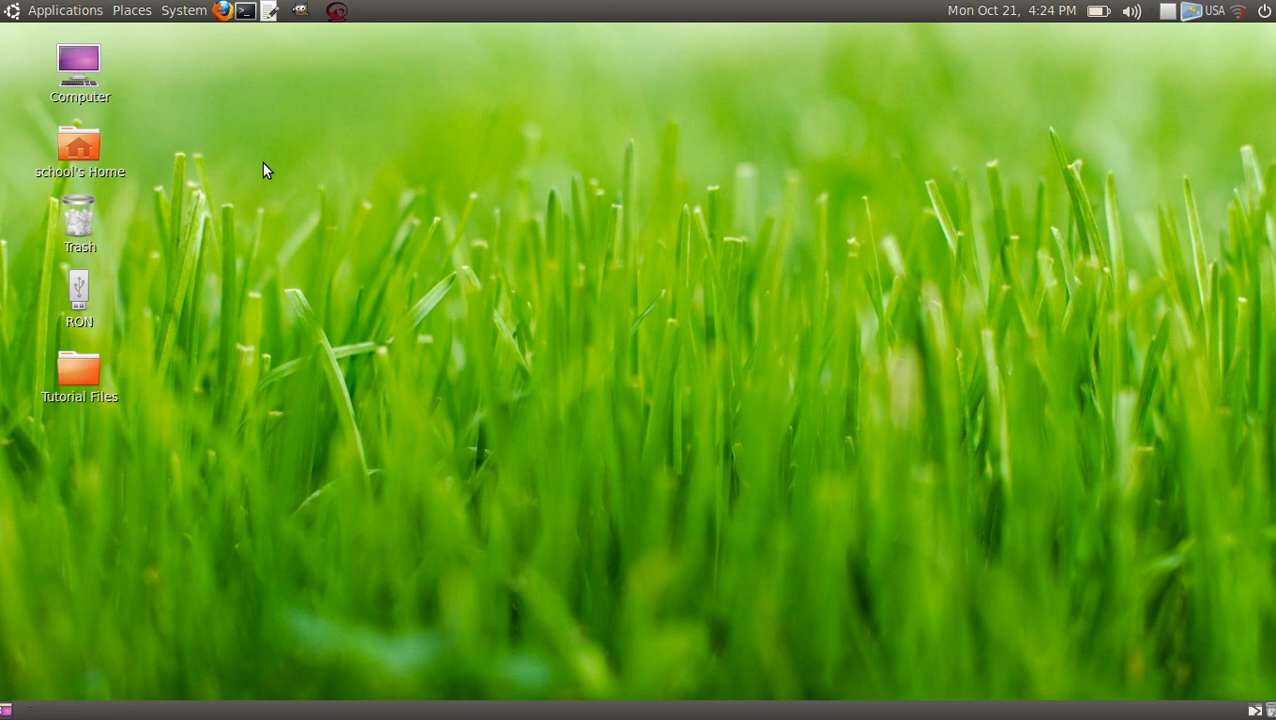 Applications Places System Mon Oct 21, 4:24 PM USA
Computer
school's Home
Trash
RON
Tutorial Files